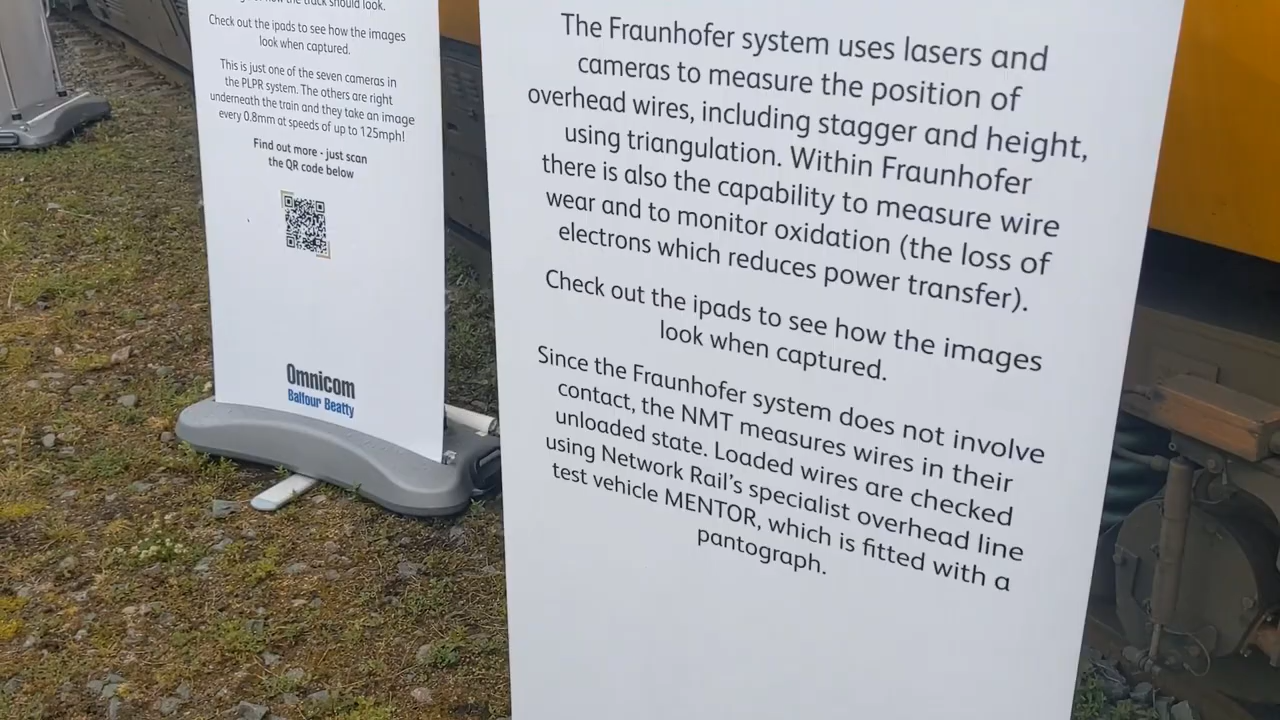 the track should look.
Check out the ipads to see how the images
look when captured.
This is just one of the seven cameras in
the PLPR system. The others are right
underneath the train and they take an image
every 0.8mm at speeds of up to 125mph!
Find out more - just scan
the QR code below
Omnicom
Balfour Beatty
The Fraunhofer system uses lasers and
cameras to measure the position of
overhead wires, including stagger and height,
using triangulation. Within Fraunhofer
there is also the capability to measure wire
wear and to monitor oxidation (the loss of
electrons which reduces power transfer).
Check out the ipads to see how the images
look when captured.
Since the Fraunhofer system does not involve
contact, the NMT measures wires in their
unloaded state. Loaded wires are checked
using Network Rail's specialist overhead line
test vehicle MENTOR, which is fitted with a
pantograph.